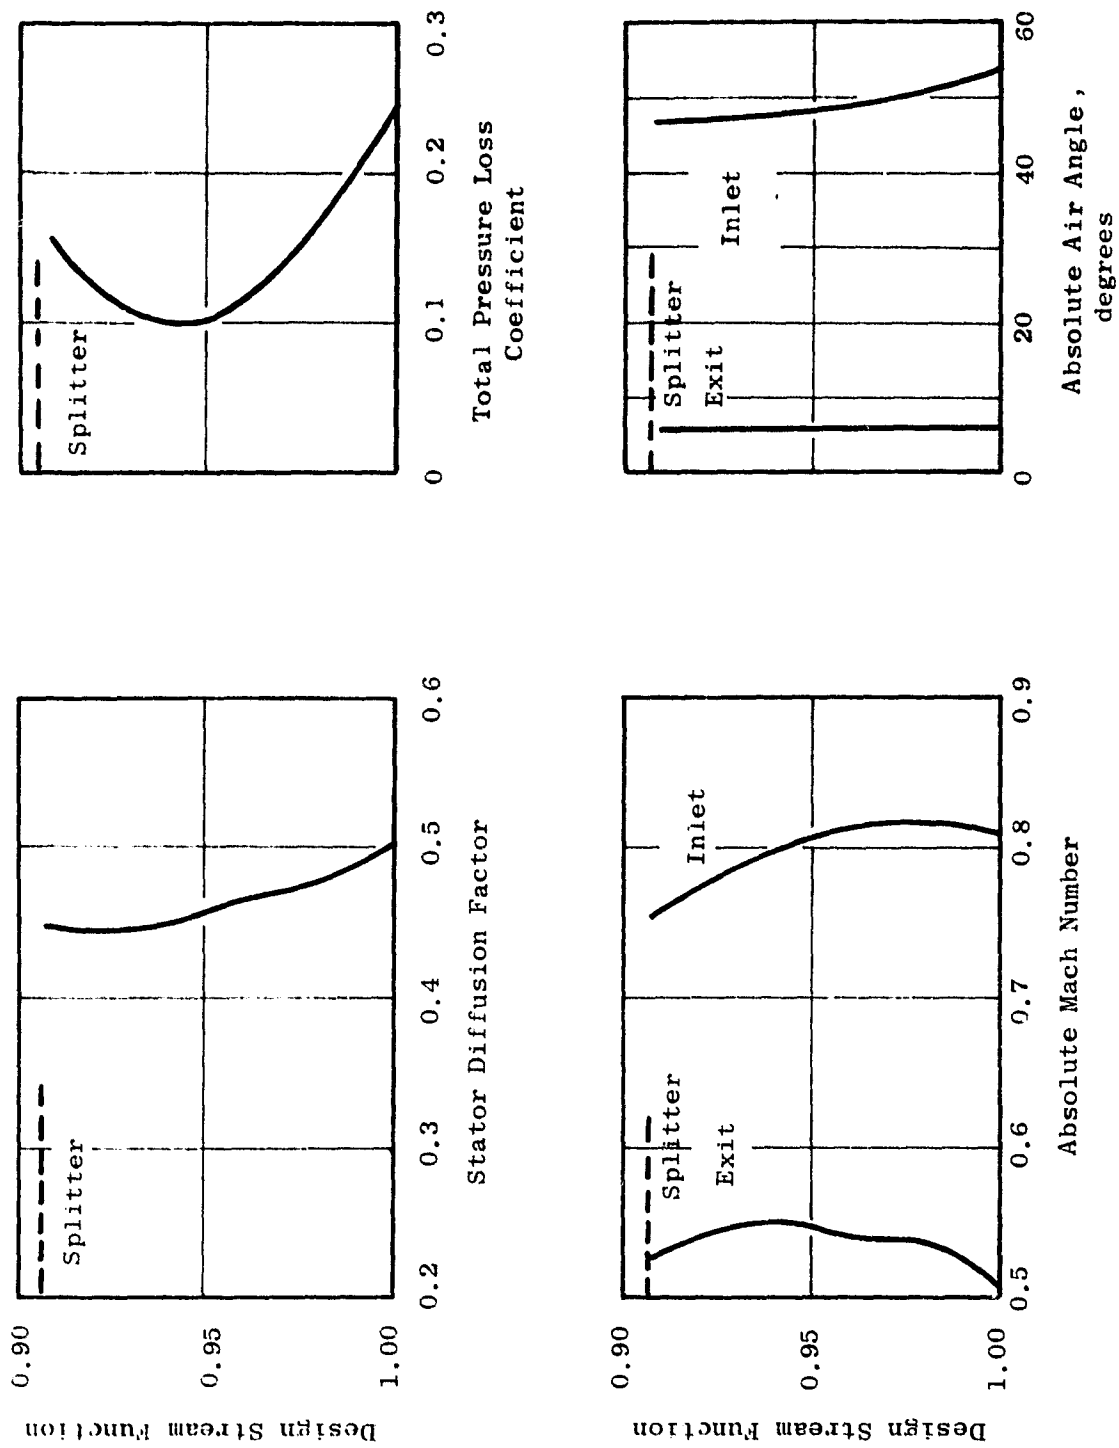 Design Stream Function
0.90
0.95
1.00
Splitter
0.2
0.3
0.4
0.5
0.6
Stator Diffusion Factor
Splitter
0
0.1
0.2
0.3
Total Pressure Loss
Coefficient
Design Stream Function
0.90
0.95
1.00
Splitter
Exit
Inlet
0.5
0.6
0.7
0.8
0.9
Absolute Mach Number
Splitter
Exit
Inlet
0
20
40
60
Absolute Air Angle,
degrees